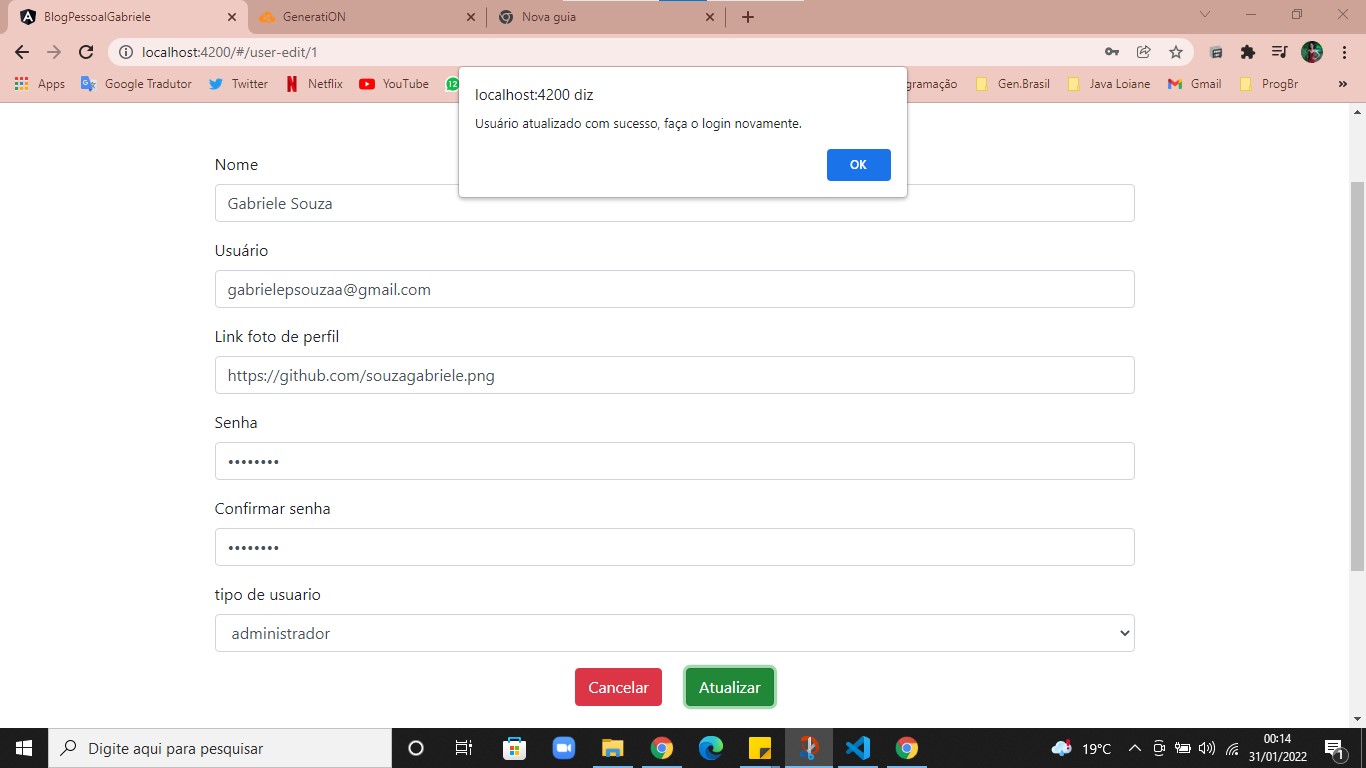 BlogPessoalGabriele
GeneratiON
Nova guia
localhost:4200/#/user-edit/1
Apps
Google Tradutor
Twitter
Netflix
YouTube
12
gramação
Gen.Brasil
Java Loiane
Gmail
ProgBr
localhost:4200 diz
Usuário atualizado com sucesso, faça o login novamente.
OK
Nome
Gabriele Souza
Usuário
gabrielepsouzaa@gmail.com
Link foto de perfil
https://github.com/souzagabriele.png
Senha
Confirmar senha
tipo de usuario
administrador
Cancelar
Atualizar
Digite aqui para pesquisar
19°C
00:14
31/01/2022
1